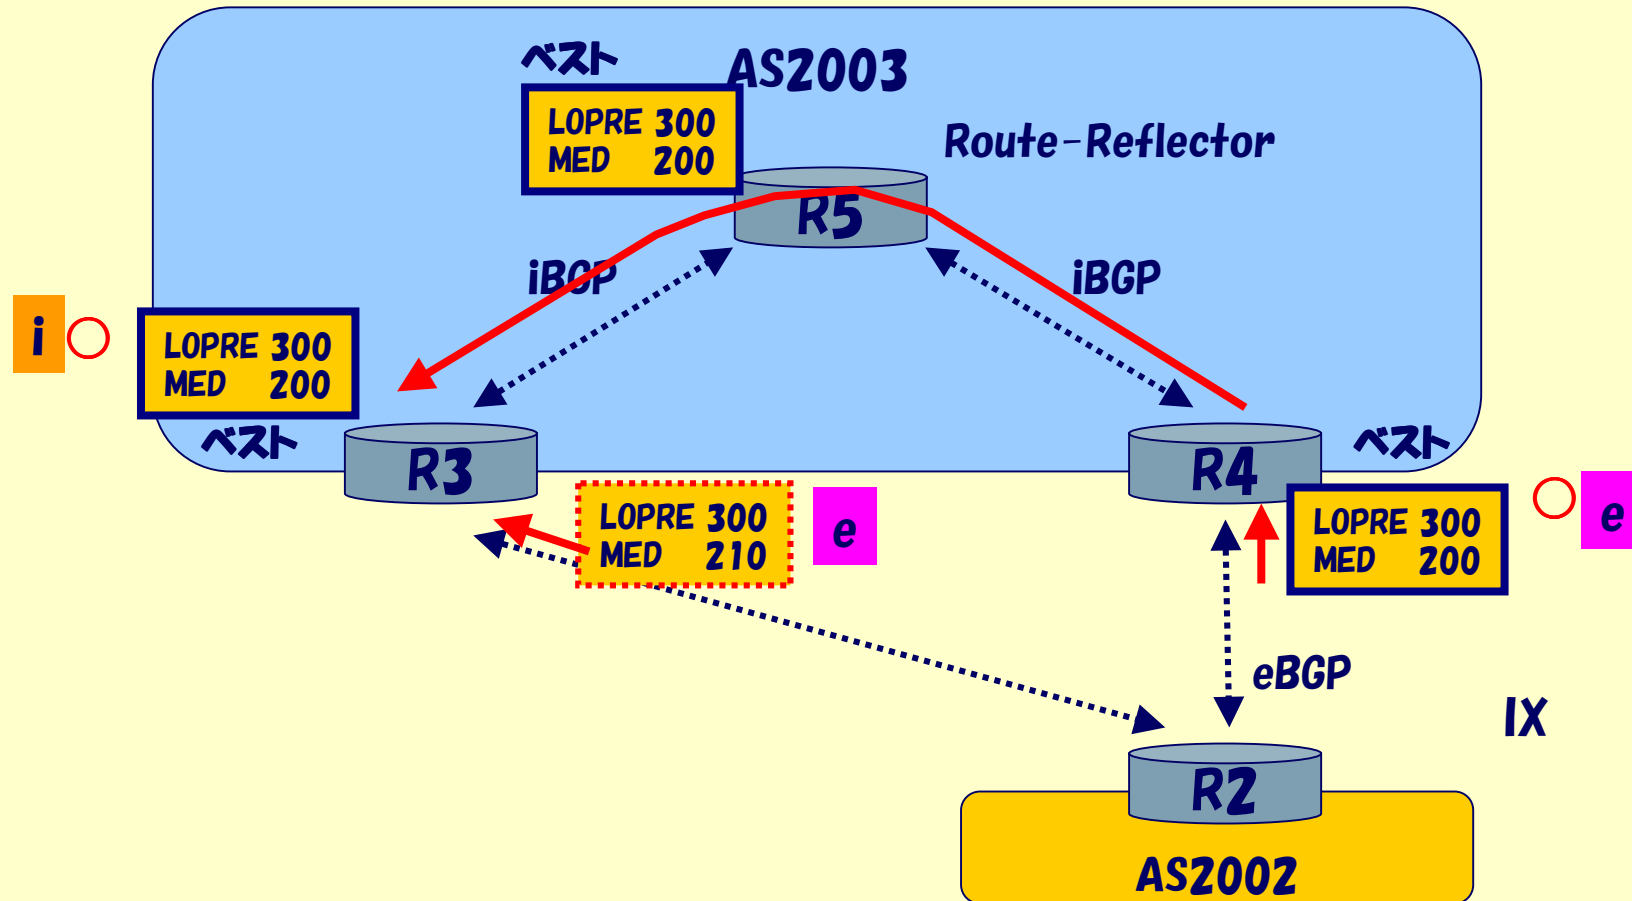 ベスト
AS2003
LOPRE 300
MED 200
Route-Reflector
R5
iBGP
iBGP
i
LOPRE 300
MED 200
ベスト
R3
R4
ベスト
LOPRE 300
MED 210
e
LOPRE 300
MED 200
e
eBGP
IX
R2
AS2002